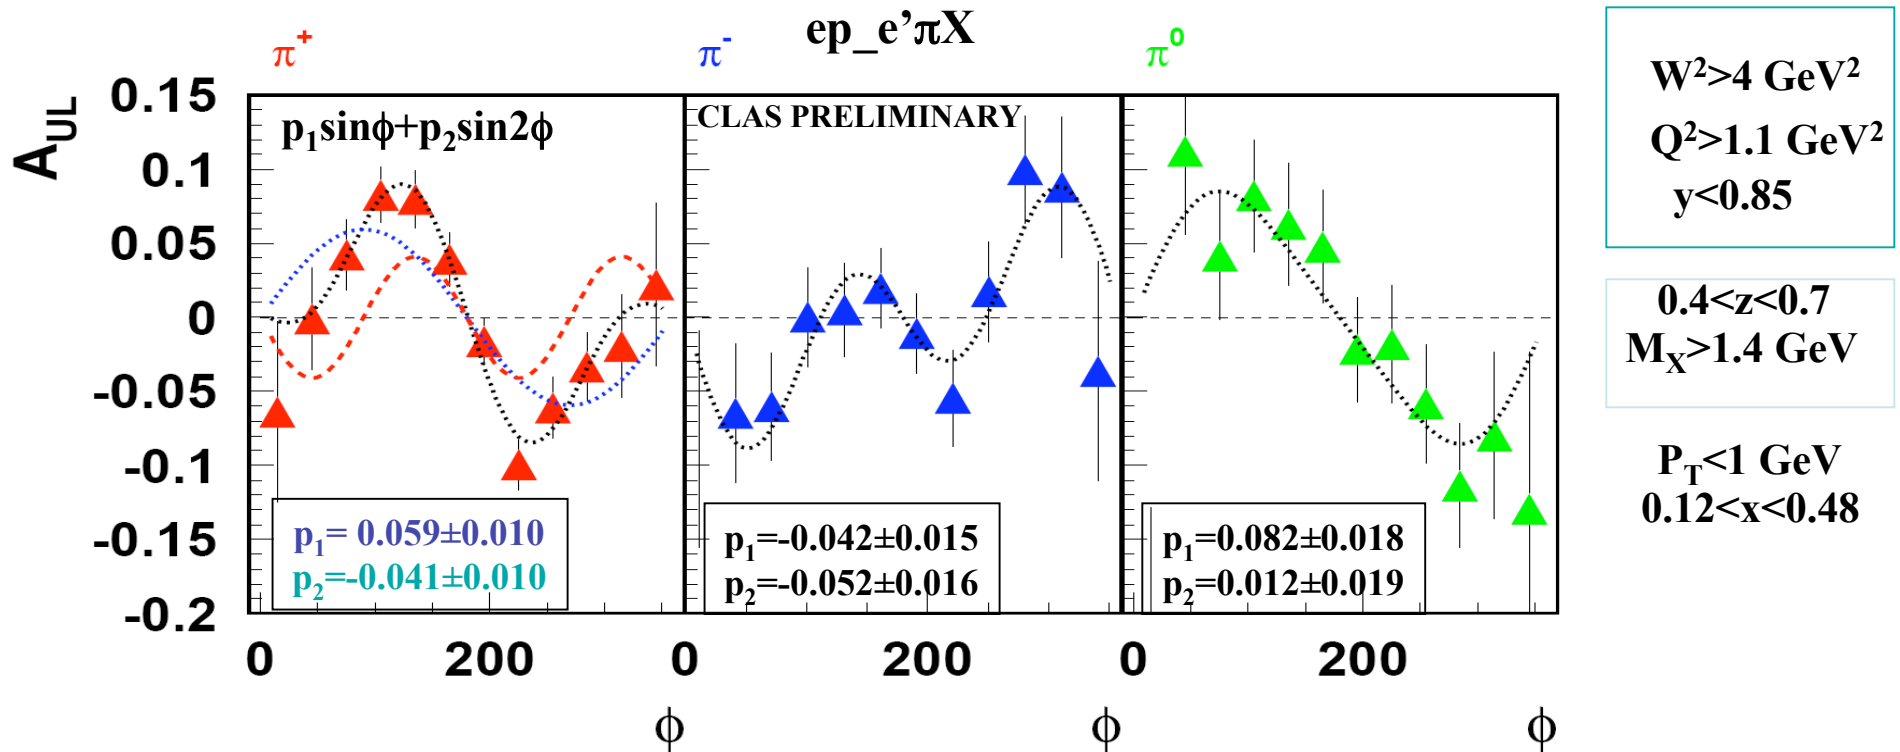 ep_e’πX
π⁺
π⁻
π⁰
A_UL
0.15
0.1
0.05
0
-0.05
-0.1
-0.15
-0.2
p₁sinϕ+p₂sin2ϕ
CLAS PRELIMINARY
p₁= 0.059±0.010
p₂=-0.041±0.010
p₁=-0.042±0.015
p₂=-0.052±0.016
p₁=0.082±0.018
p₂=0.012±0.019
0 200 0 200 0 200
ϕ ϕ ϕ
W²>4 GeV²
Q²>1.1 GeV²
y<0.85
0.4<z<0.7
M_X>1.4 GeV
P_T<1 GeV
0.12<x<0.48